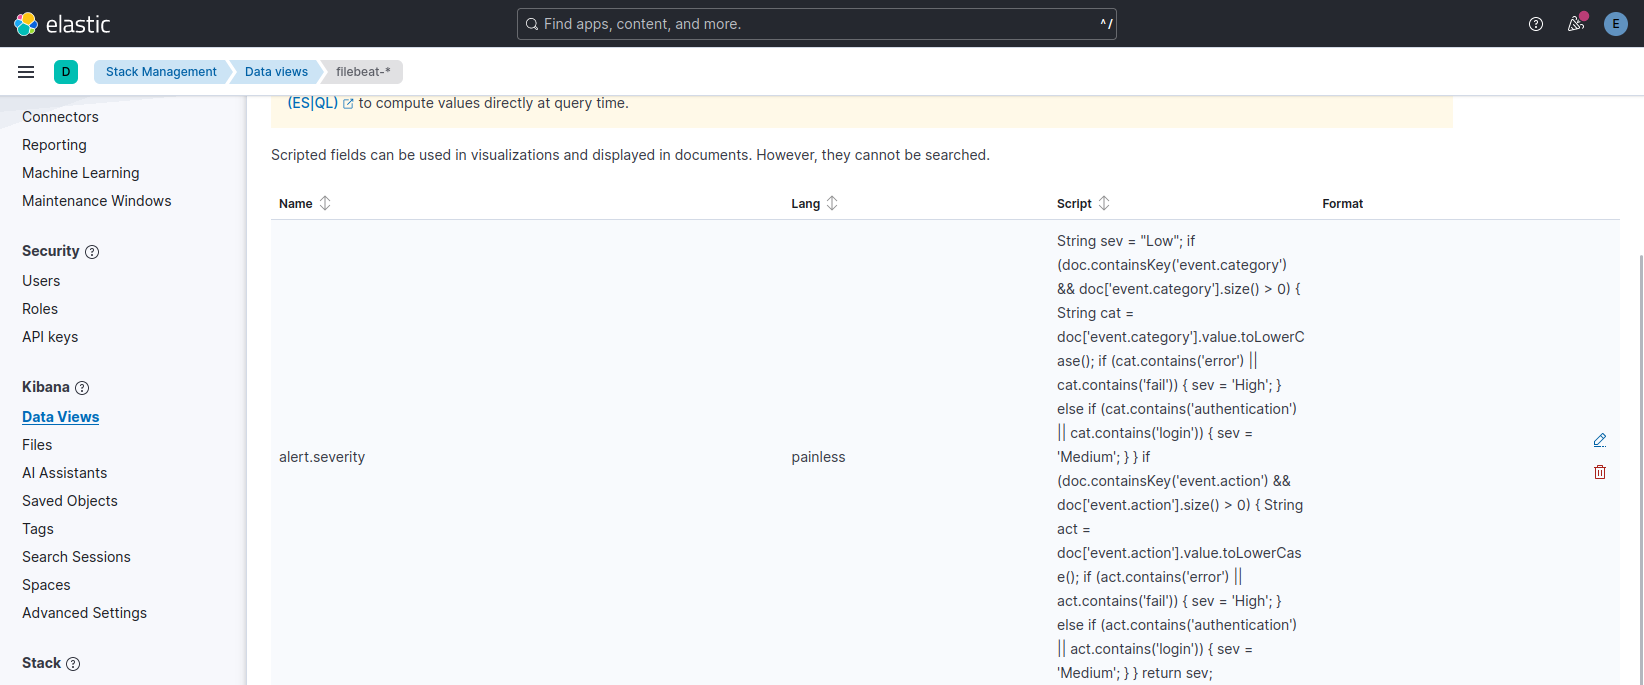 elastic
Find apps, content, and more.
^/
E
D
Stack Management
Data views
filebeat-*
Connectors
Reporting
Machine Learning
Maintenance Windows
Security
Users
Roles
API keys
Kibana
Data Views
Files
AI Assistants
Saved Objects
Tags
Search Sessions
Spaces
Advanced Settings
Stack
(ES|QL) to compute values directly at query time.
Scripted fields can be used in visualizations and displayed in documents. However, they cannot be searched.
Name
Lang
Script
Format
alert.severity
painless
String sev = "Low"; if
(doc.containsKey('event.category')
&& doc['event.category'].size() > 0) {
String cat =
doc['event.category'].value.toLowerC
ase(); if (cat.contains('error') ||
cat.contains('fail')) { sev = 'High'; }
else if (cat.contains('authentication')
|| cat.contains('login')) { sev =
'Medium'; } } if
(doc.containsKey('event.action') &&
doc['event.action'].size() > 0) { String
act =
doc['event.action'].value.toLowerCas
e(); if (act.contains('error') ||
act.contains('fail')) { sev = 'High'; }
else if (act.contains('authentication')
|| act.contains('login')) { sev =
'Medium'; } } return sev;